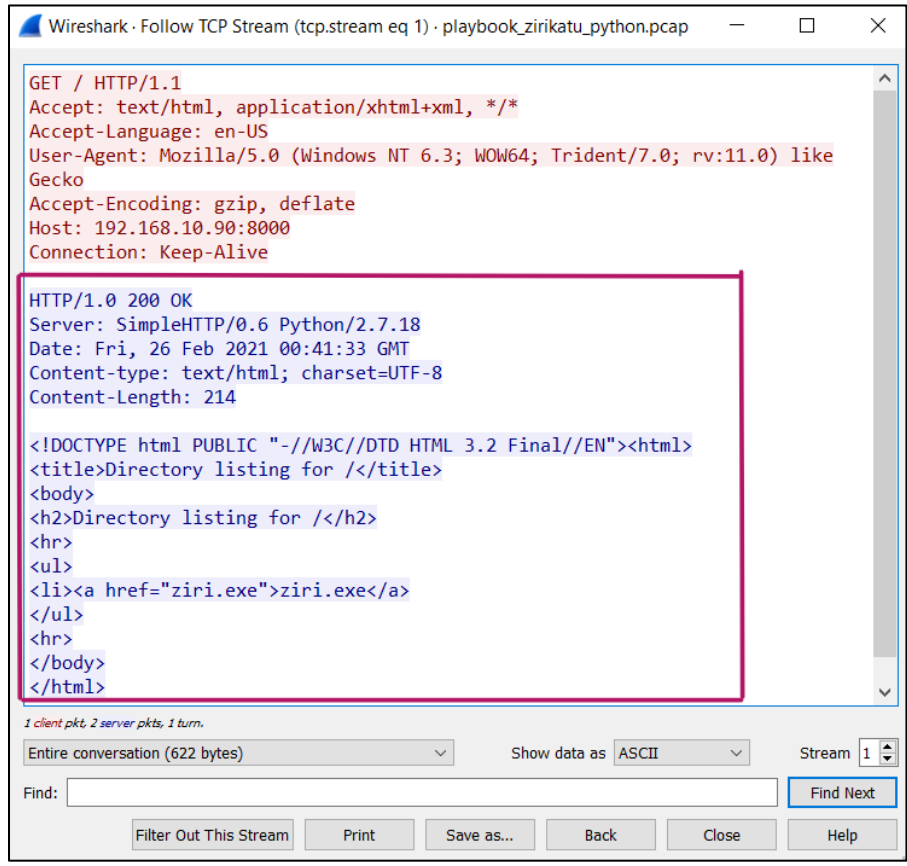 Wireshark · Follow TCP Stream (tcp.stream eq 1) · playbook_zirikatu_python.pcap
GET / HTTP/1.1
Accept: text/html, application/xhtml+xml, */*
Accept-Language: en-US
User-Agent: Mozilla/5.0 (Windows NT 6.3; WOW64; Trident/7.0; rv:11.0) like
Gecko
Accept-Encoding: gzip, deflate
Host: 192.168.10.90:8000
Connection: Keep-Alive
HTTP/1.0 200 OK
Server: SimpleHTTP/0.6 Python/2.7.18
Date: Fri, 26 Feb 2021 00:41:33 GMT
Content-type: text/html; charset=UTF-8
Content-Length: 214
<!DOCTYPE html PUBLIC "-//W3C//DTD HTML 3.2 Final//EN"><html>
<title>Directory listing for /</title>
<body>
<h2>Directory listing for /</h2>
<hr>
<ul>
<li><a href="ziri.exe">ziri.exe</a>
</ul>
<hr>
</body>
</html>
1 client pkt, 2 server pkts, 1 turn.
Entire conversation (622 bytes) Show data as ASCII Stream 1
Find: Find Next
Filter Out This Stream Print Save as... Back Close Help